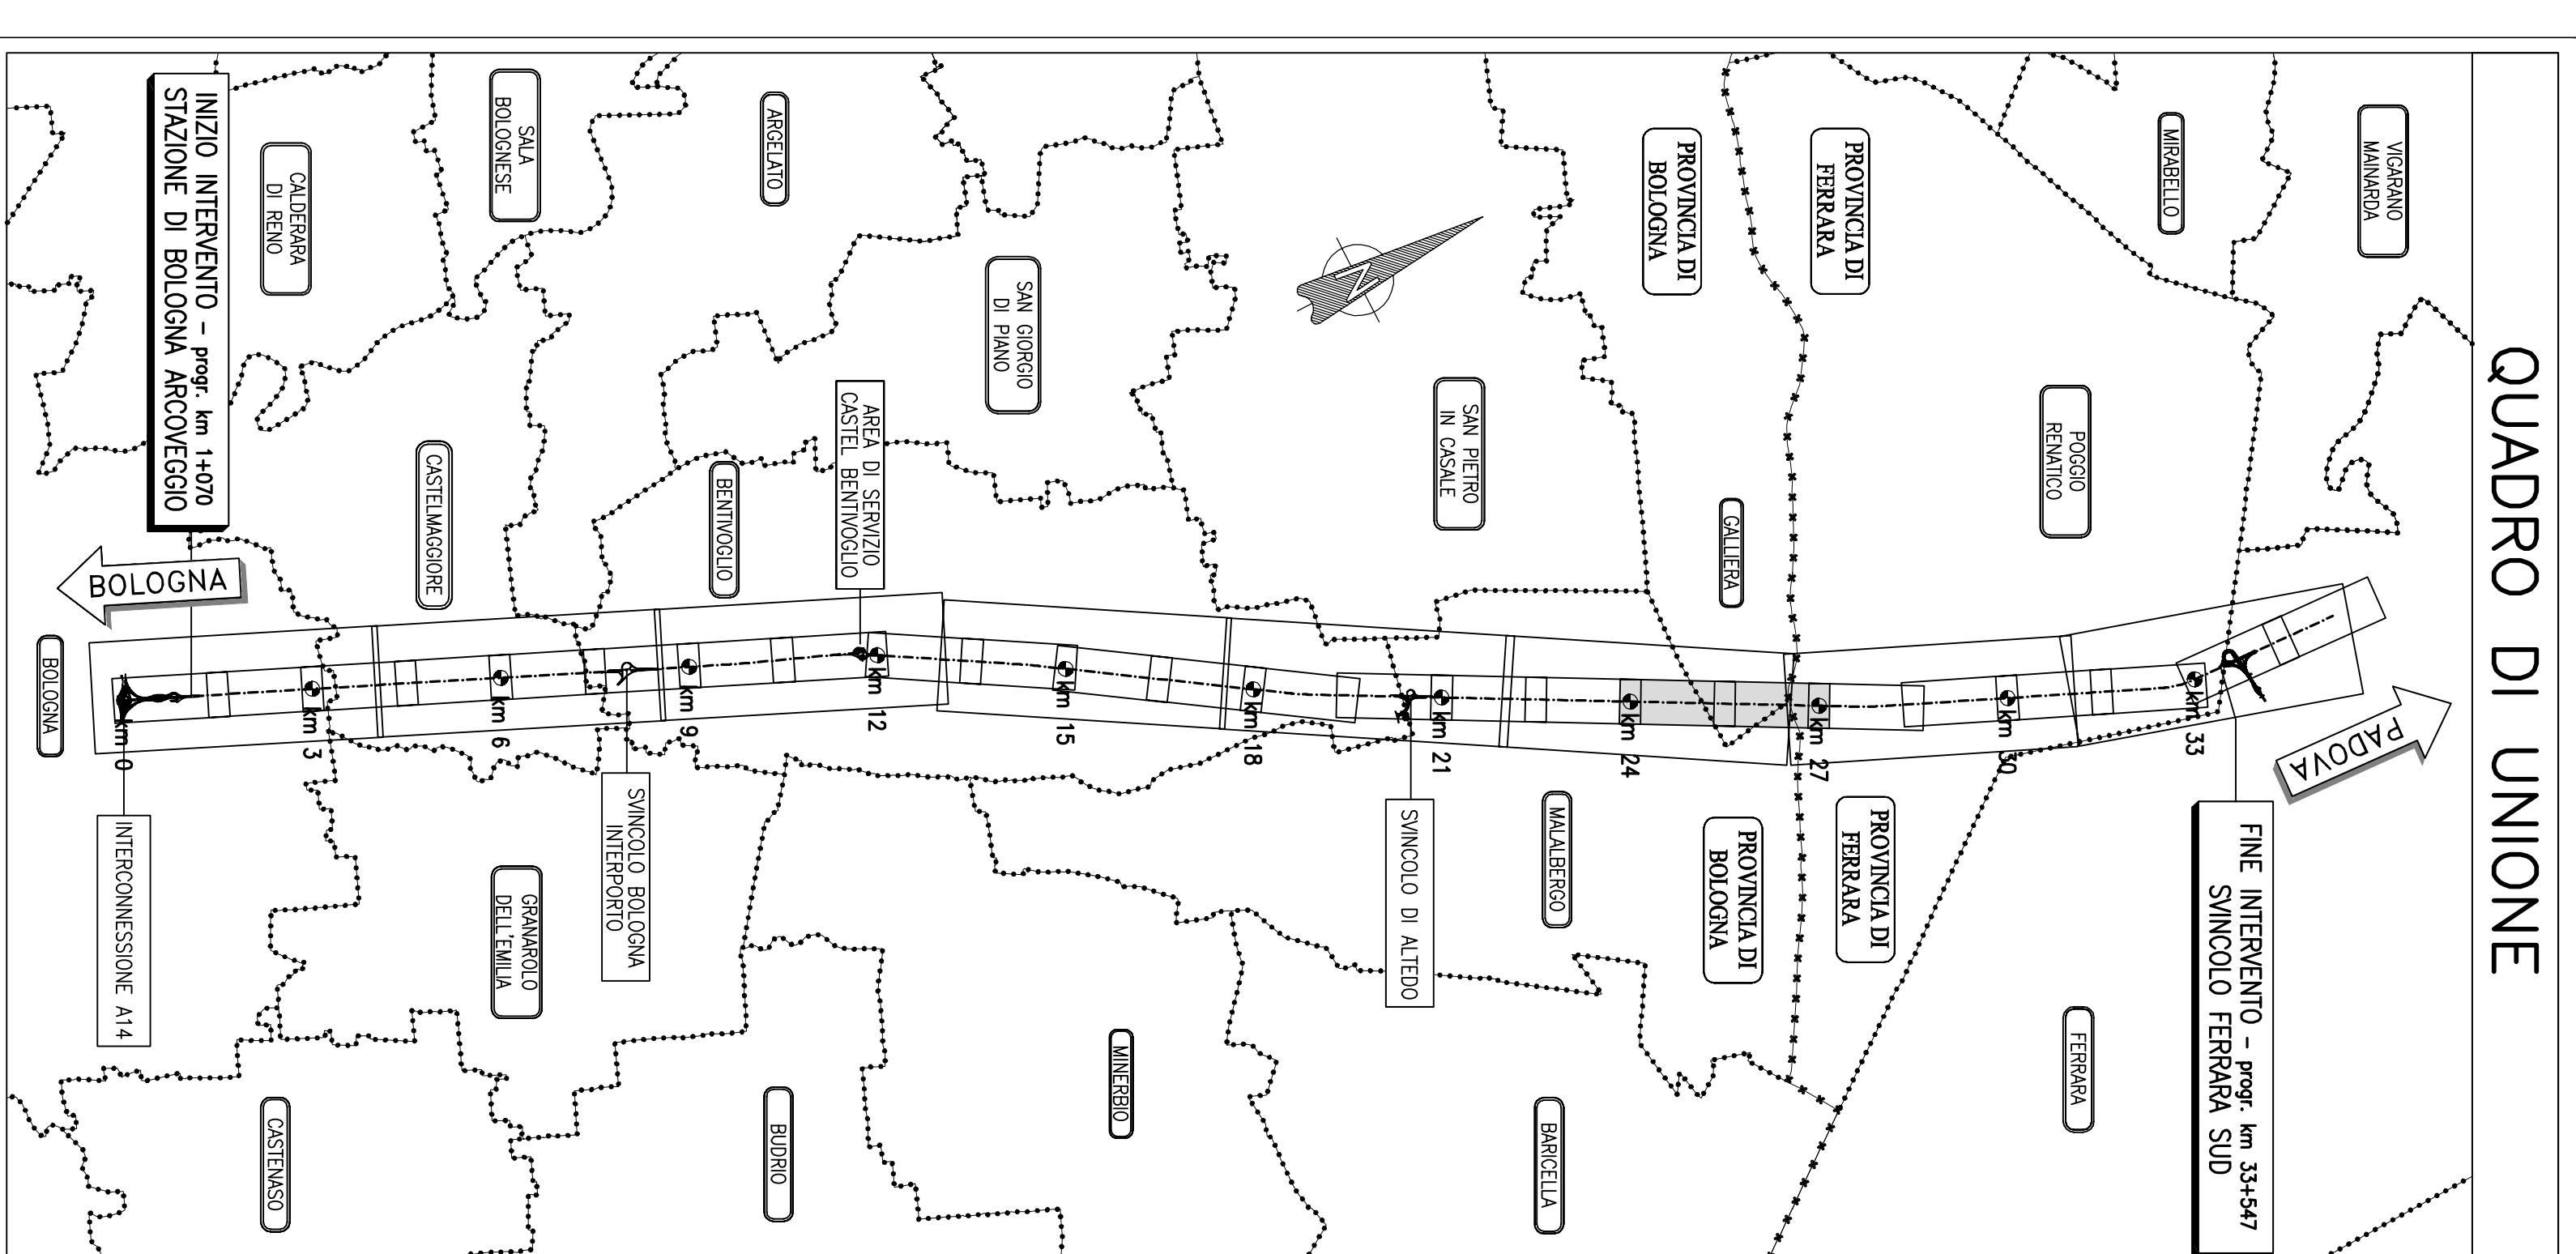 QUADRO DI UNIONE
VIGARANO
MAINARDA
MIRABELLO
PROVINCIA DI
FERRARA
PROVINCIA DI
BOLOGNA
POGGIO
RENATICO
GALLIERA
SAN PIETRO
IN CASALE
N
SAN GIORGIO
DI PIANO
ARGELATO
SALA
BOLOGNESE
CALDERARA
DI RENO
INIZIO INTERVENTO - progr. km 1+070
STAZIONE DI BOLOGNA ARCOVEGGIO
AREA DI SERVIZIO
CASTEL BENTIVOGLIO
BENTIVOGLIO
CASTELMAGGIORE
BOLOGNA
BOLOGNA
PADOVA
km 33
km 30
km 27
km 24
km 21
km 18
km 15
km 12
km 9
km 6
km 3
km 0
FINE INTERVENTO - progr. km 33+547
SVINCOLO FERRARA SUD
FERRARA
PROVINCIA DI
FERRARA
PROVINCIA DI
BOLOGNA
MALALBERGO
SVINCOLO DI ALTEDO
BARICELLA
MINERBIO
BUDRIO
SVINCOLO BOLOGNA
INTERPORTO
GRANAROLO
DELL'EMILIA
CASTENASO
INTERCONNESSIONE A14